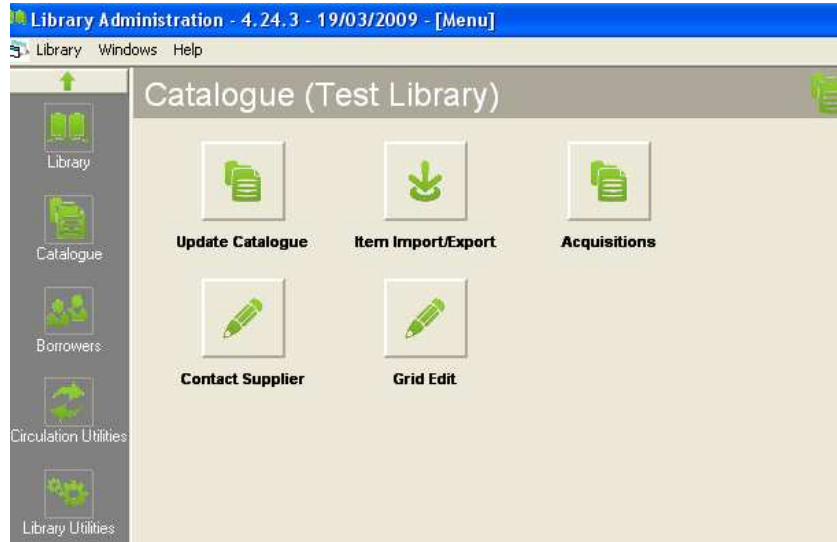 Library Administration - 4.24.3 - 19/03/2009 - [Menu]
Library Windows Help
Catalogue (Test Library)
Library
Catalogue
Borrowers
Circulation Utilities
Library Utilities
Update Catalogue
Item Import/Export
Acquisitions
Contact Supplier
Grid Edit